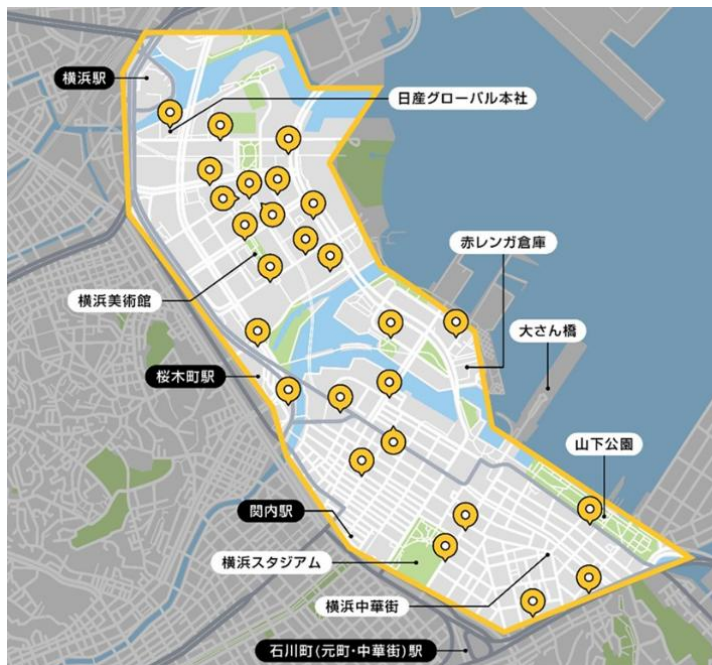 横浜駅
日産グローバル本社
赤レンガ倉庫
横浜美術館
大さん橋
桜木町駅
山下公園
関内駅
横浜スタジアム
横浜中華街
石川町(元町・中華街)駅